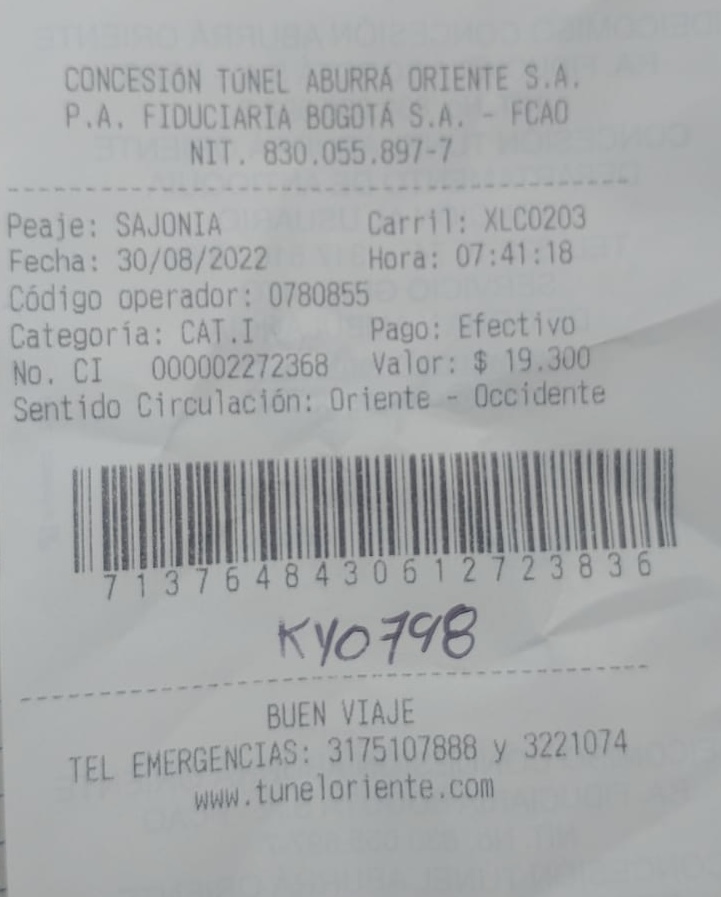 CONCESIÓN TÚNEL ABURRÁ ORIENTE S.A.
P.A. FIDUCIARIA BOGOTÁ S.A. - FCAO
NIT. 830.055.897-7
Peaje: SAJONIA Carril: XLC0203
Fecha: 30/08/2022 Hora: 07:41:18
Código operador: 0780855
Categoría: CAT.I Pago: Efectivo
No. CI 000002272368 Valor: $ 19.300
Sentido Circulación: Oriente - Occidente
7137648430612723836
KYO798
BUEN VIAJE
TEL EMERGENCIAS: 3175107888 y 3221074
www.tuneloriente.com